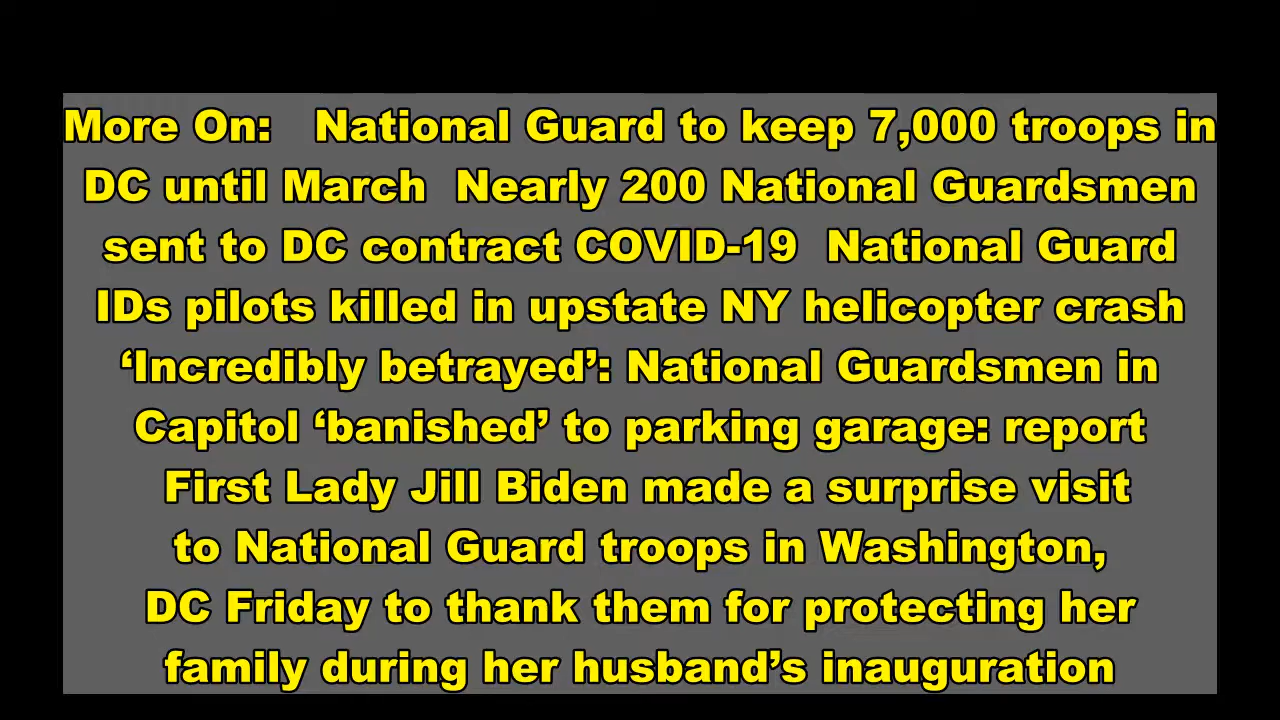 More On: National Guard to keep 7,000 troops in
DC until March Nearly 200 National Guardsmen
sent to DC contract COVID-19 National Guard
IDs pilots killed in upstate NY helicopter crash
‘Incredibly betrayed’: National Guardsmen in
Capitol ‘banished’ to parking garage: report
First Lady Jill Biden made a surprise visit
to National Guard troops in Washington,
DC Friday to thank them for protecting her
family during her husband’s inauguration